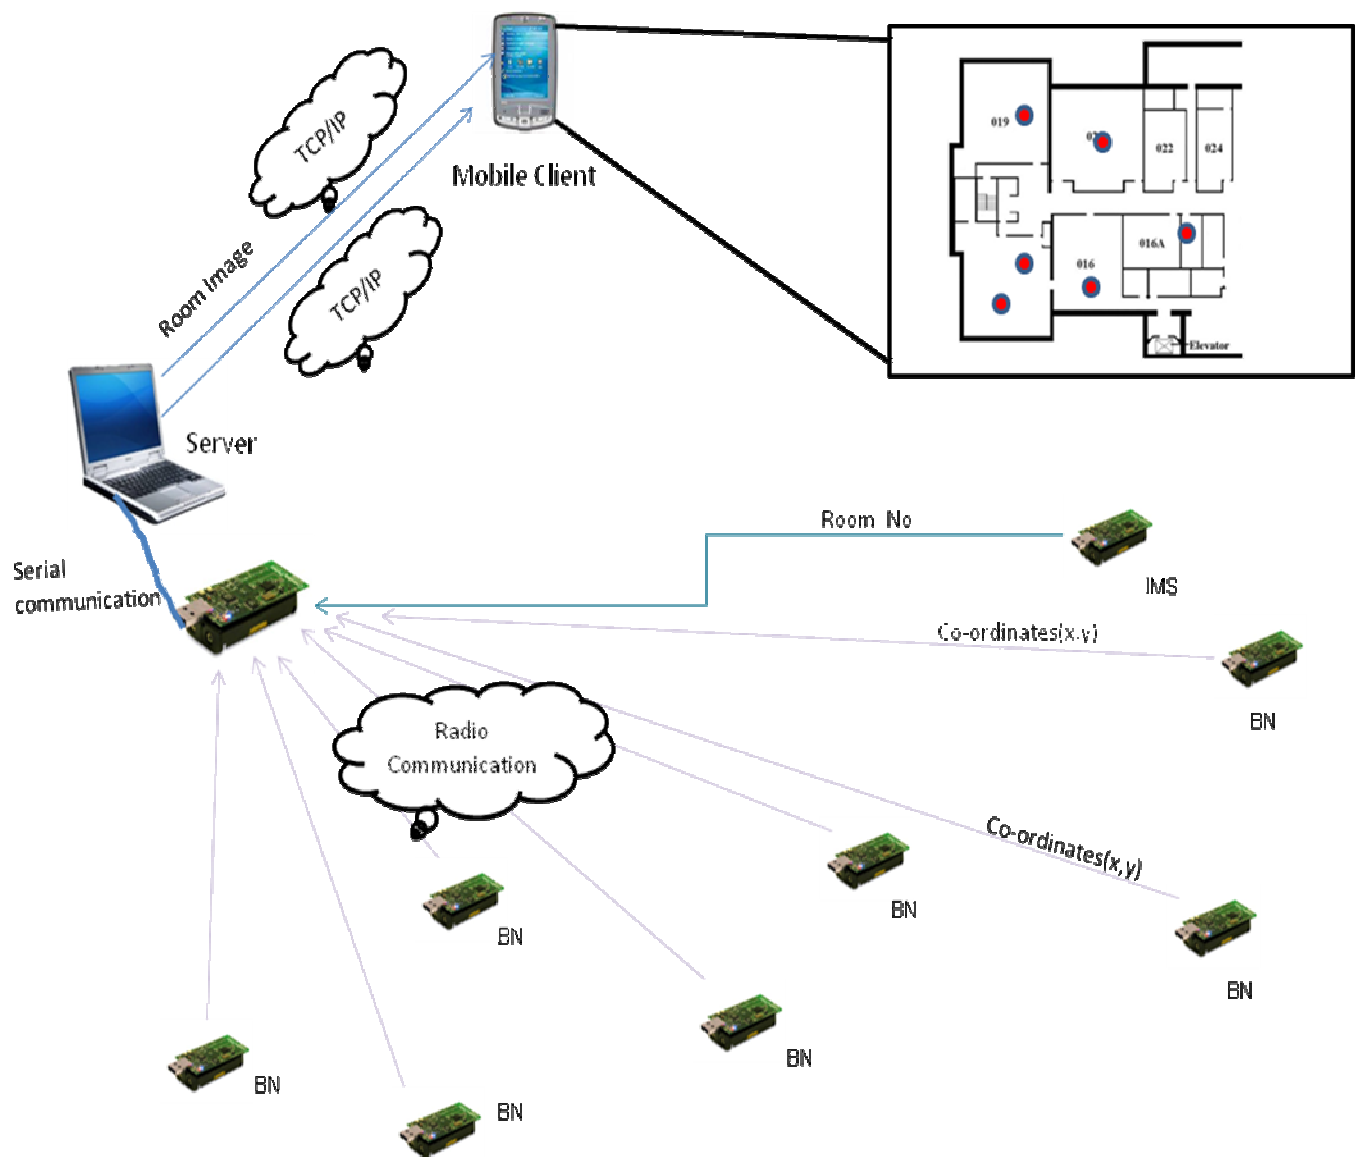 TCP/IP
Mobile Client
Room Image
TCP/IP
019
022
024
016A
016
Elevator
Server
Serial
communication
Room No
IMS
Co-ordinates(x,y)
BN
Radio
Communication
Co-ordinates(x,y)
BN
BN
BN
BN
BN
BN